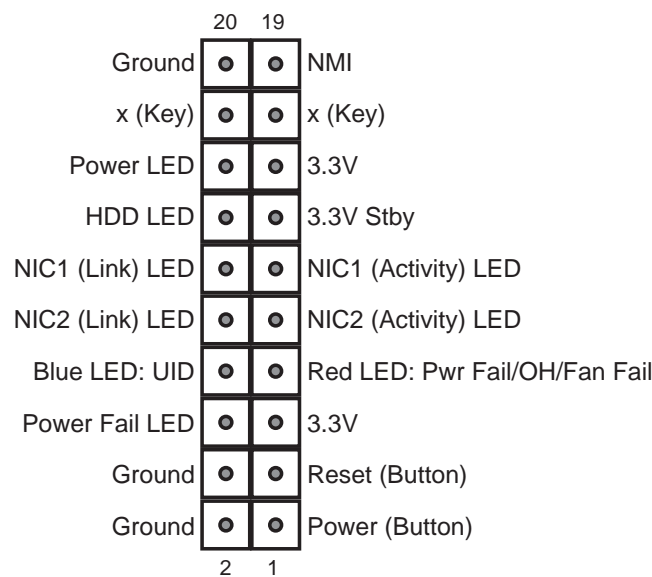 20 19
Ground NMI
x (Key) x (Key)
Power LED 3.3V
HDD LED 3.3V Stby
NIC1 (Link) LED NIC1 (Activity) LED
NIC2 (Link) LED NIC2 (Activity) LED
Blue LED: UID Red LED: Pwr Fail/OH/Fan Fail
Power Fail LED 3.3V
Ground Reset (Button)
Ground Power (Button)
2 1